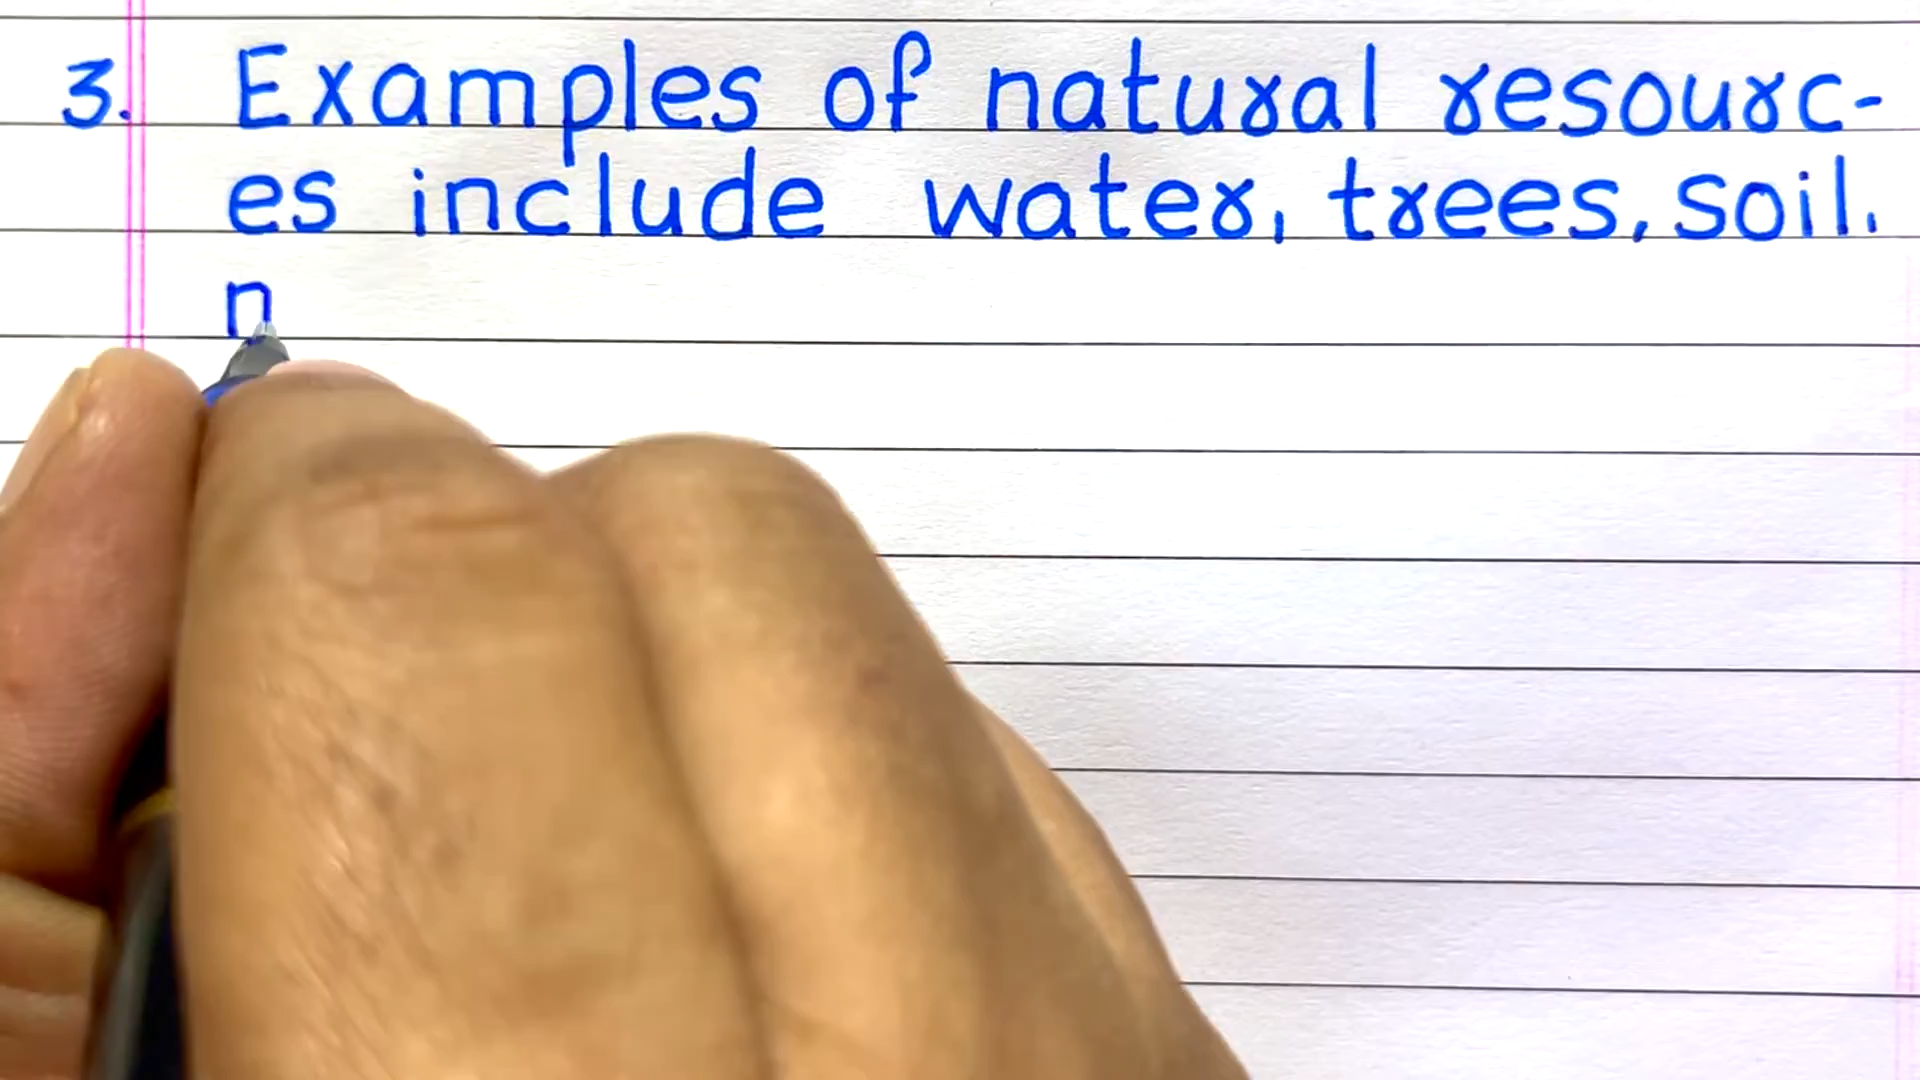 3. Examples of natural resourc-
es include water, trees, soil,
n